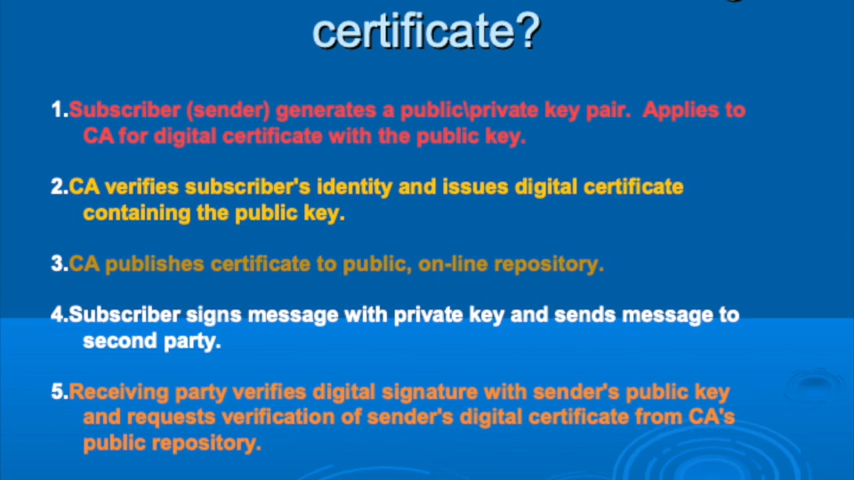 certificate?
1.Subscriber (sender) generates a public\private key pair. Applies to
CA for digital certificate with the public key.
2.CA verifies subscriber's identity and issues digital certificate
containing the public key.
3.CA publishes certificate to public, on-line repository.
4.Subscriber signs message with private key and sends message to
second party.
5.Receiving party verifies digital signature with sender's public key
and requests verification of sender's digital certificate from CA's
public repository.